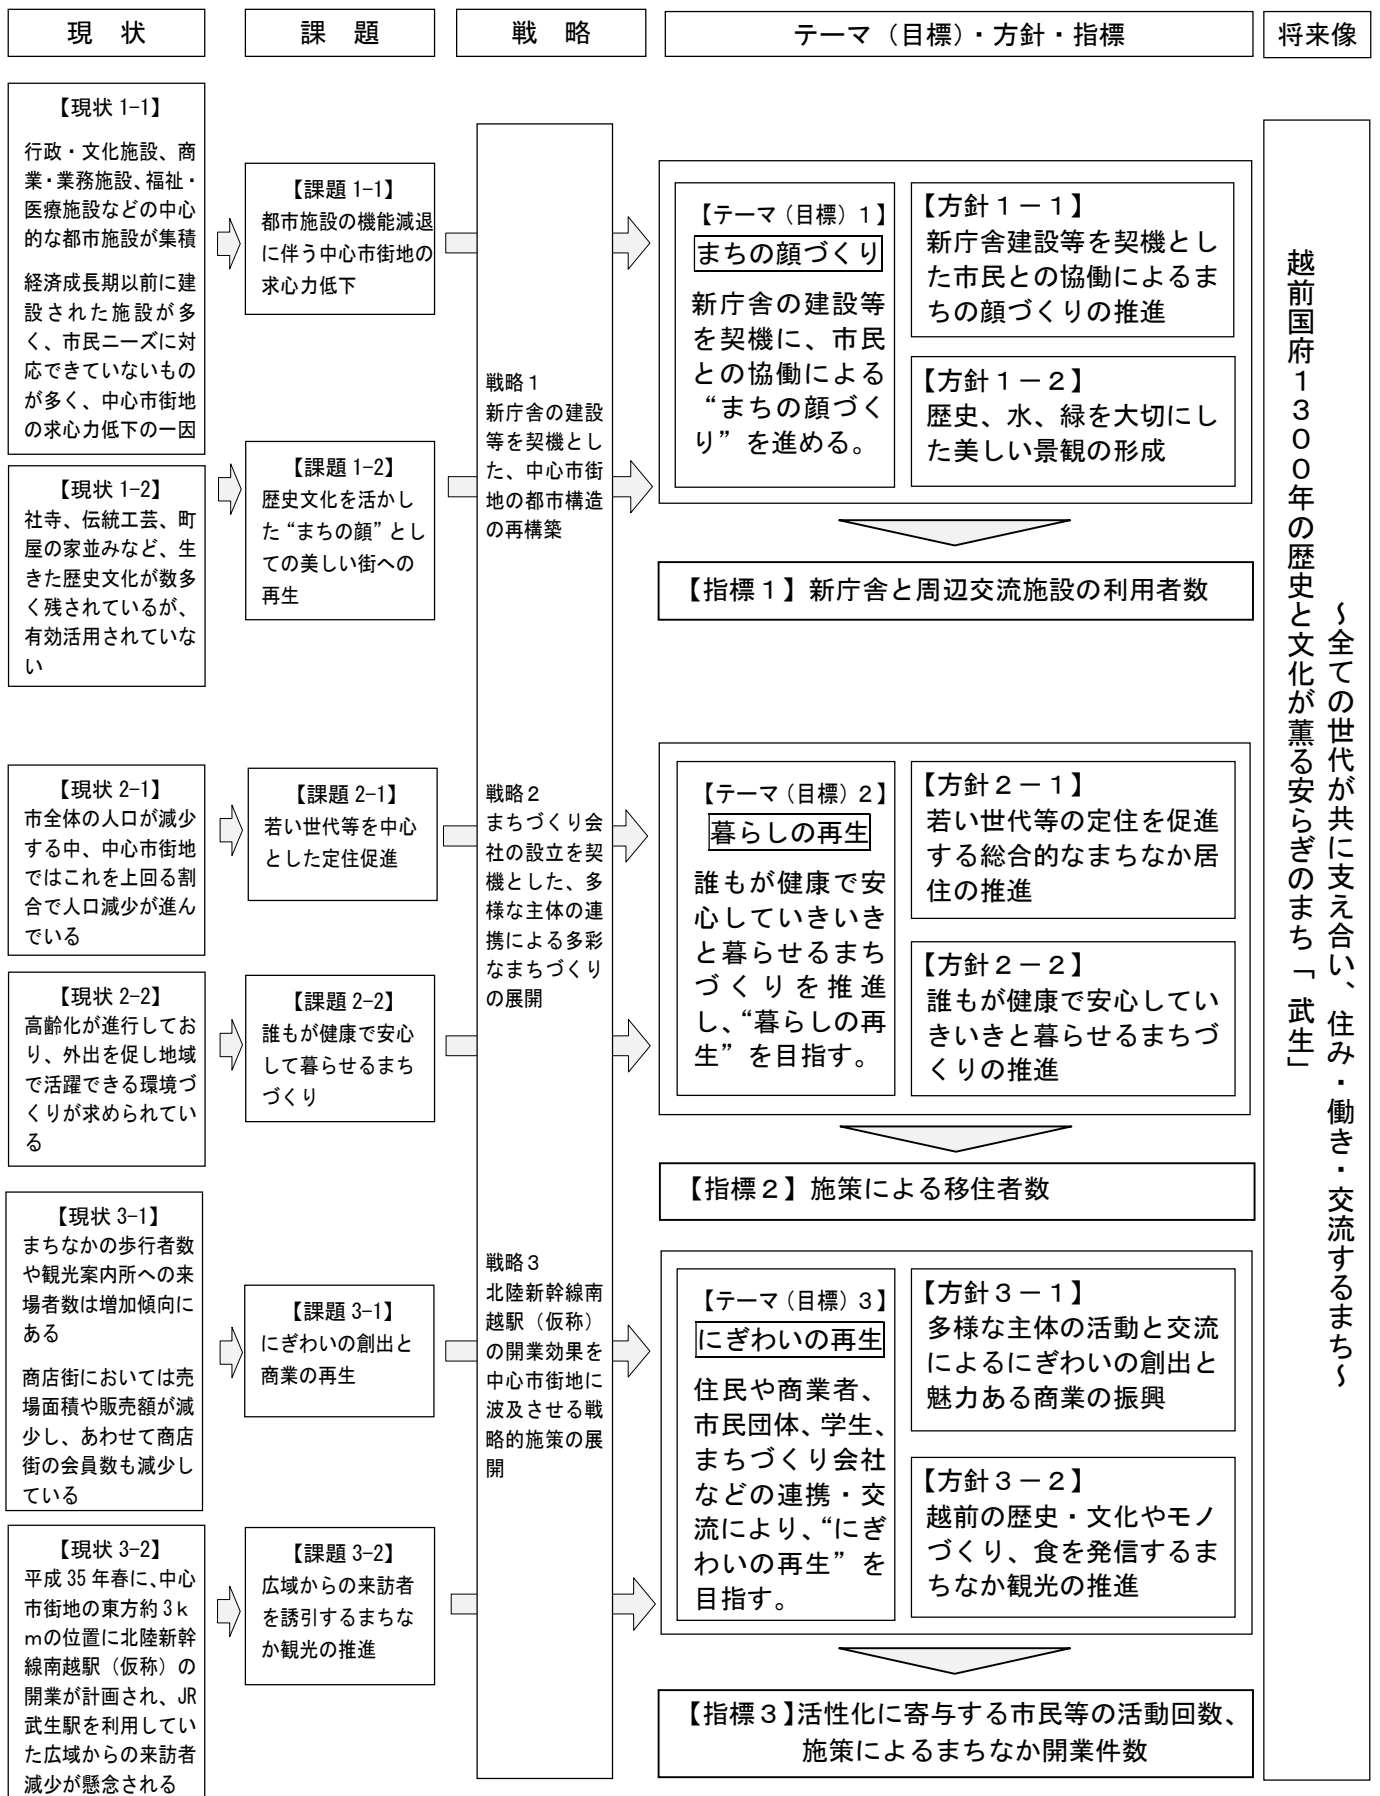 現 状
課 題
戦 略
テーマ（目標）・方針・指標
将来像
【現状 1-1】
行政・文化施設、商
業・業務施設、福祉・
医療施設などの中心
的な都市施設が集積
経済成長期以前に建
設された施設が多
く、市民ニーズに対
応できていないもの
が多く、中心市街地
の求心力低下の一因
【現状 1-2】
社寺、伝統工芸、町
屋の家並みなど、生
きた歴史文化が数多
く残されているが、
有効活用されていな
い
【課題 1-1】
都市施設の機能減退
に伴う中心市街地の
求心力低下
【課題 1-2】
歴史文化を活かし
た“まちの顔”とし
ての美しい街への
再生
戦略１
新庁舎の建設
等を契機とし
た、中心市街
地の都市構造
の再構築
【テーマ（目標）１】
まちの顔づくり
新庁舎の建設等
を契機に、市民
との協働による
“まちの顔づく
り”を進める。
【方針１－１】
新庁舎建設等を契機とし
た市民との協働によるま
ちの顔づくりの推進
【方針１－２】
歴史、水、緑を大切にし
た美しい景観の形成
【指標１】新庁舎と周辺交流施設の利用者数
【現状 2-1】
市全体の人口が減少
する中、中心市街地
ではこれを上回る割
合で人口減少が進ん
でいる
【現状 2-2】
高齢化が進行してお
り、外出を促し地域
で活躍できる環境づ
くりが求められてい
る
【課題 2-1】
若い世代等を中心
とした定住促進
【課題 2-2】
誰もが健康で安心
して暮らせるまち
づくり
戦略２
まちづくり会
社の設立を契
機とした、多
様な主体の連
携による多彩
なまちづくり
の展開
【テーマ（目標）２】
暮らしの再生
誰もが健康で安
心していきいき
と暮らせるまち
づくりを推進
し、“暮らしの再
生”を目指す。
【方針２－１】
若い世代等の定住を促進
する総合的なまちなか居
住の推進
【方針２－２】
誰もが健康で安心してい
きいきと暮らせるまちづ
くりの推進
【指標２】施策による移住者数
【現状 3-1】
まちなかの歩行者数
や観光案内所への来
場者数は増加傾向に
ある
商店街においては売
場面積や販売額が減
少し、あわせて商店
街の会員数も減少し
ている
【現状 3-2】
平成 35 年春に、中心
市街地の東方約３ｋ
ｍの位置に北陸新幹
線南越駅（仮称）の
開業が計画され、JR
武生駅を利用してい
た広域からの来訪者
減少が懸念される
【課題 3-1】
にぎわいの創出と
商業の再生
【課題 3-2】
広域からの来訪者
を誘引するまちな
か観光の推進
戦略３
北陸新幹線南
越駅（仮称）
の開業効果を
中心市街地に
波及させる戦
略的施策の展
開
【テーマ（目標）３】
にぎわいの再生
住民や商業者、
市民団体、学生、
まちづくり会社
などの連携・交
流により、“にぎ
わいの再生”を
目指す。
【方針３－１】
多様な主体の活動と交流
によるにぎわいの創出と
魅力ある商業の振興
【方針３－２】
越前の歴史・文化やモノ
づくり、食を発信するま
ちなか観光の推進
【指標３】活性化に寄与する市民等の活動回数、
施策によるまちなか開業件数
越前国府１３００年の歴史と文化が薫る安らぎのまち「武生」
～全ての世代が共に支え合い、住み・働き・交流するまち～